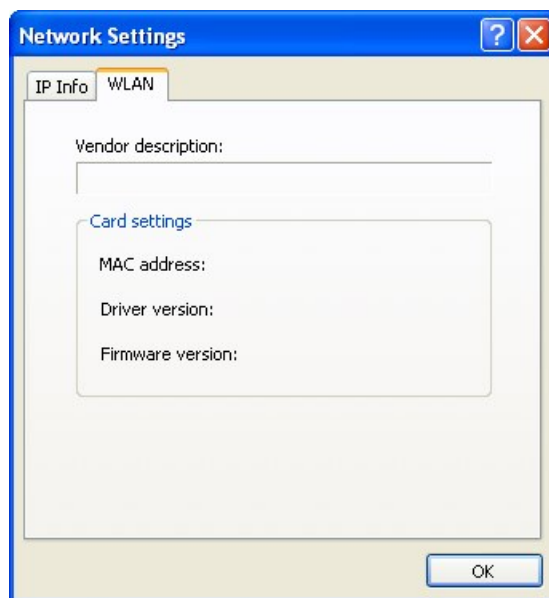 Network Settings
?
IP Info
WLAN
Vendor description:
Card settings
MAC address:
Driver version:
Firmware version:
OK